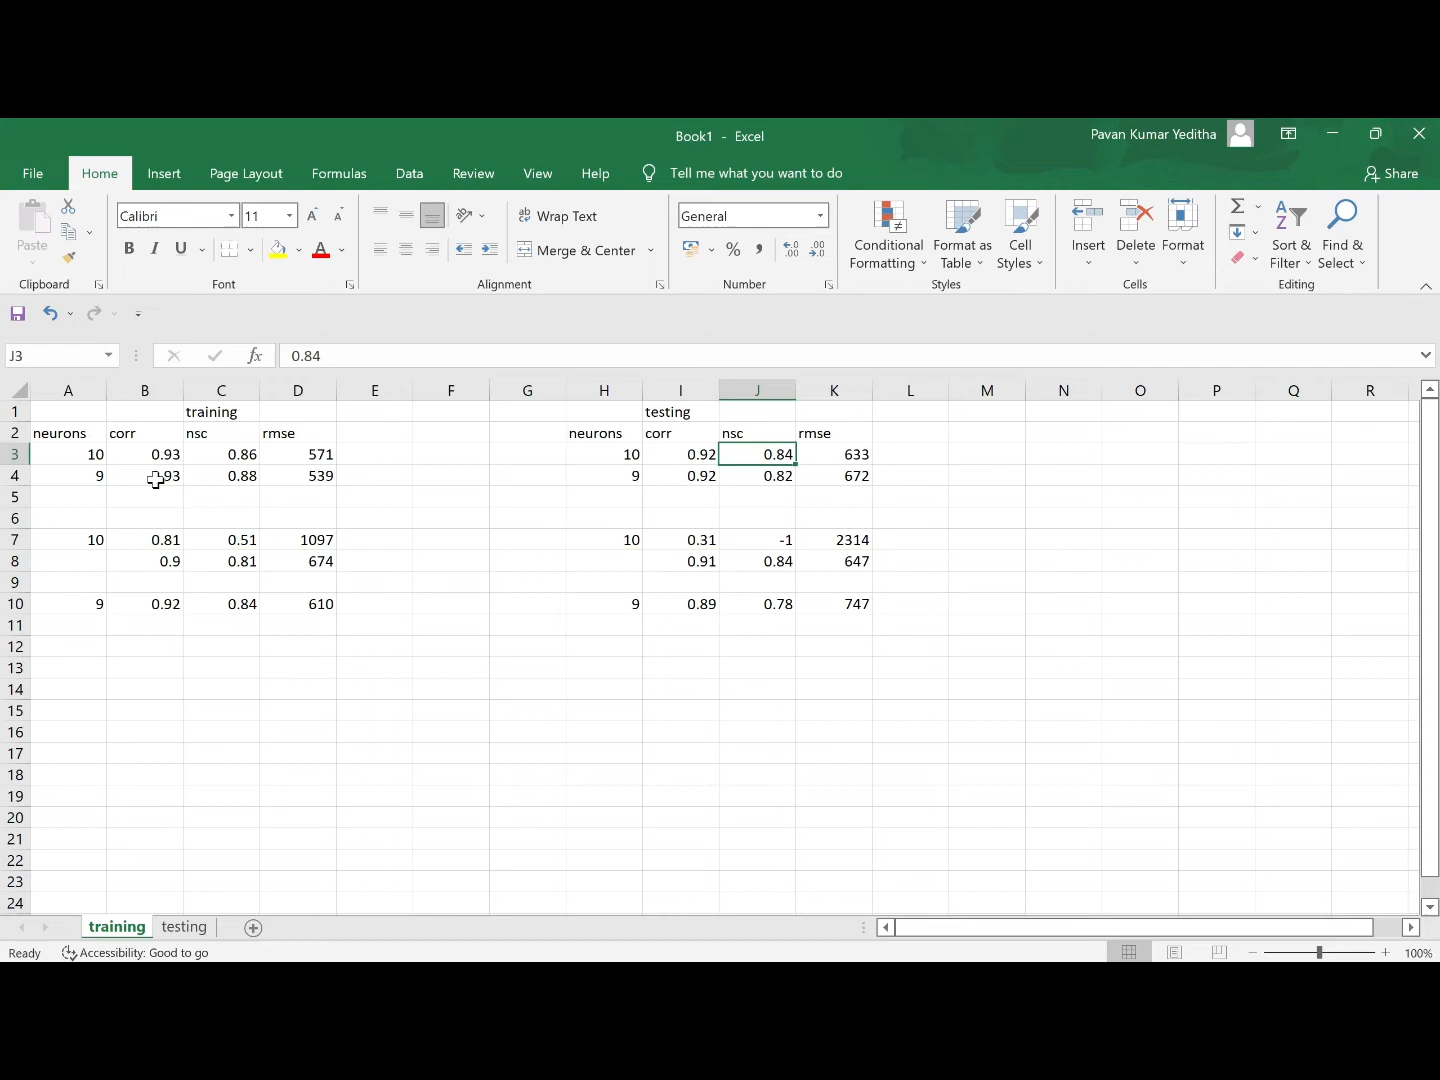 Book1 - Excel
Pavan Kumar Yeditha
File Home Insert Page Layout Formulas Data Review View Help Tell me what you want to do Share
Paste
Calibri 11
Wrap Text
General
Merge & Center
Conditional Formatting
Format as Table
Cell Styles
Insert Delete Format
Sort & Filter
Find & Select
Clipboard Font Alignment Number Styles Cells Editing
J3 fx 0.84
A B C D E F G H I J K L M N O P Q R
1 training testing
2 neurons corr nsc rmse neurons corr nsc rmse
3 10 0.93 0.86 571 10 0.92 0.84 633
4 9 93 0.88 539 9 0.92 0.82 672
5
6
7 10 0.81 0.51 1097 10 0.31 -1 2314
8 0.9 0.81 674 0.91 0.84 647
9
10 9 0.92 0.84 610 9 0.89 0.78 747
11
12
13
14
15
16
17
18
19
20
21
22
23
24
training testing
Ready Accessibility: Good to go 100%